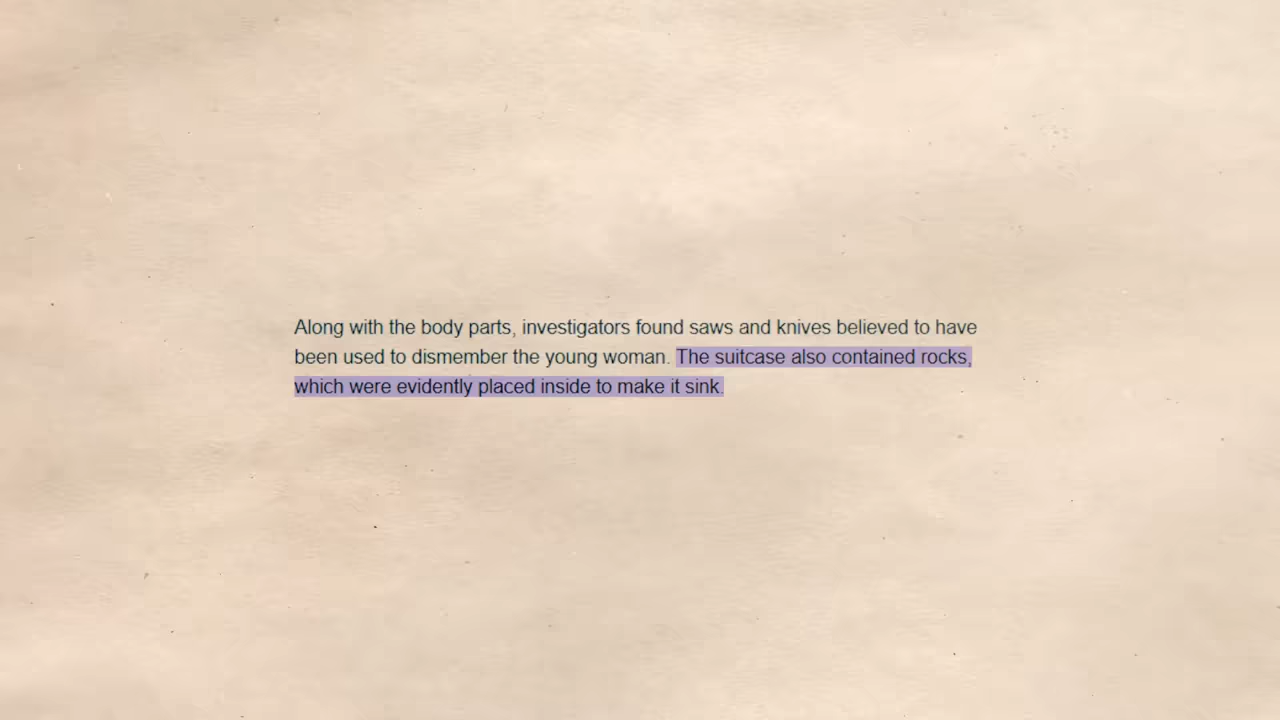 Along with the body parts, investigators found saws and knives believed to have
been used to dismember the young woman. The suitcase also contained rocks,
which were evidently placed inside to make it sink.